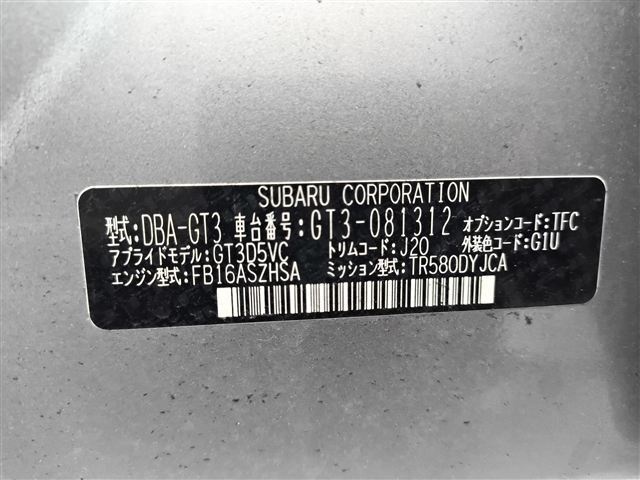 SUBARU CORPORATION
型式:DBA-GT3 車台番号:GT3-081312 オプションコード:TFC
アプライドモデル:GT3D5VC トリムコード:J20 外装色コード:G1U
エンジン型式:FB16ASZHSA ミッション型式:TR580DYJCA